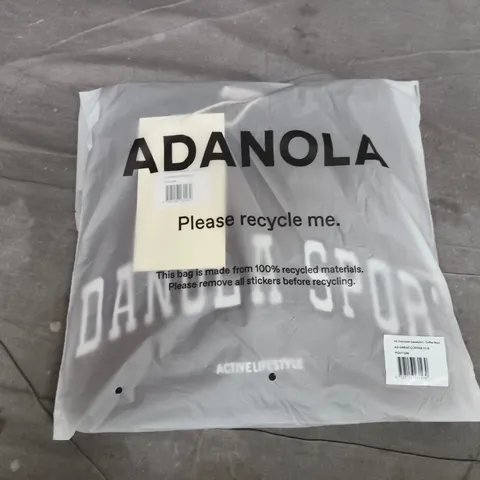 ADANOLA
Please recycle me.
This bag is made from 100% recycled materials.
Please remove all stickers before recycling.
DANOLA SPOR
ACTIVE LIFESTYLE